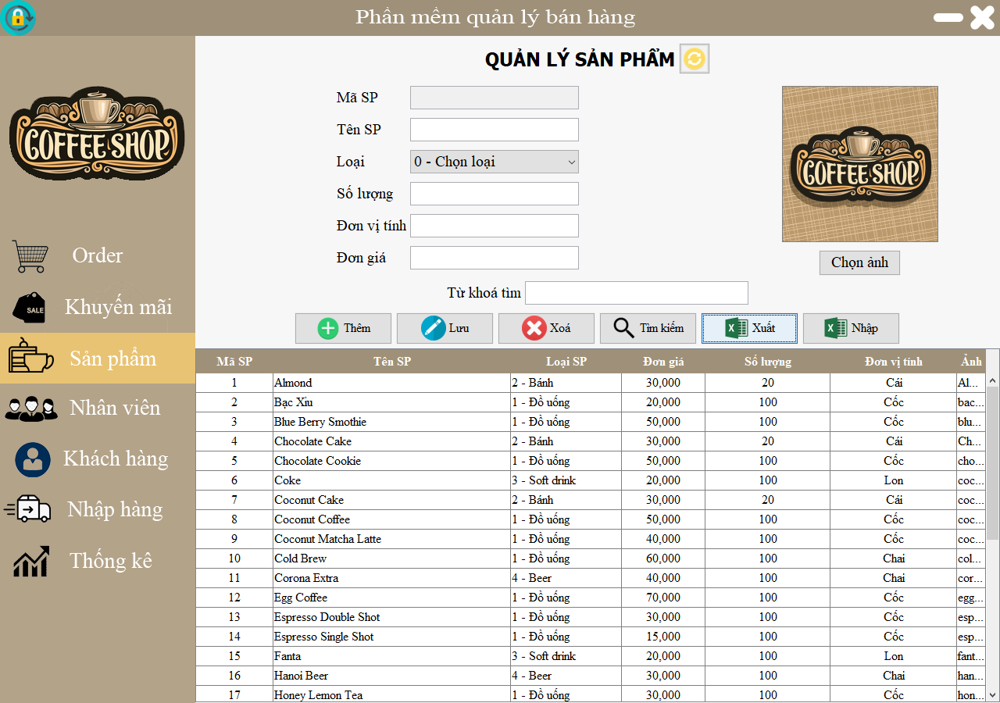 Phần mềm quản lý bán hàng
COFFEE SHOP
Order
SALE
Khuyến mãi
Sản phẩm
Nhân viên
Khách hàng
Nhập hàng
Thống kê
QUẢN LÝ SẢN PHẨM
Mã SP
Tên SP
Loại 0 - Chọn loại
Số lượng
Đơn vị tính
Đơn giá
COFFEE SHOP
Chọn ảnh
Từ khoá tìm
Thêm Lưu Xoá Tìm kiếm Xuất Nhập
Mã SP Tên SP Loại SP Đơn giá Số lượng Đơn vị tính Ảnh
1 Almond 2 - Bánh 30,000 20 Cái Al...
2 Bạc Xiu 1 - Đồ uống 20,000 100 Cốc bac...
3 Blue Berry Smothie 1 - Đồ uống 50,000 100 Cốc blu...
4 Chocolate Cake 2 - Bánh 30,000 20 Cái Ch...
5 Chocolate Cookie 1 - Đồ uống 50,000 100 Cốc cho...
6 Coke 3 - Soft drink 20,000 100 Lon coc...
7 Coconut Cake 2 - Bánh 30,000 20 Cái coc...
8 Coconut Coffee 1 - Đồ uống 50,000 100 Cốc coc...
9 Coconut Matcha Latte 1 - Đồ uống 40,000 100 Cốc coc...
10 Cold Brew 1 - Đồ uống 60,000 100 Chai col...
11 Corona Extra 4 - Beer 40,000 100 Chai cor...
12 Egg Coffee 1 - Đồ uống 70,000 100 Cốc egg...
13 Espresso Double Shot 1 - Đồ uống 30,000 100 Cốc esp...
14 Espresso Single Shot 1 - Đồ uống 15,000 100 Cốc esp...
15 Fanta 3 - Soft drink 20,000 100 Lon fant...
16 Hanoi Beer 4 - Beer 30,000 100 Chai han...
17 Honey Lemon Tea 1 - Đồ uống 30,000 100 Cốc hon...